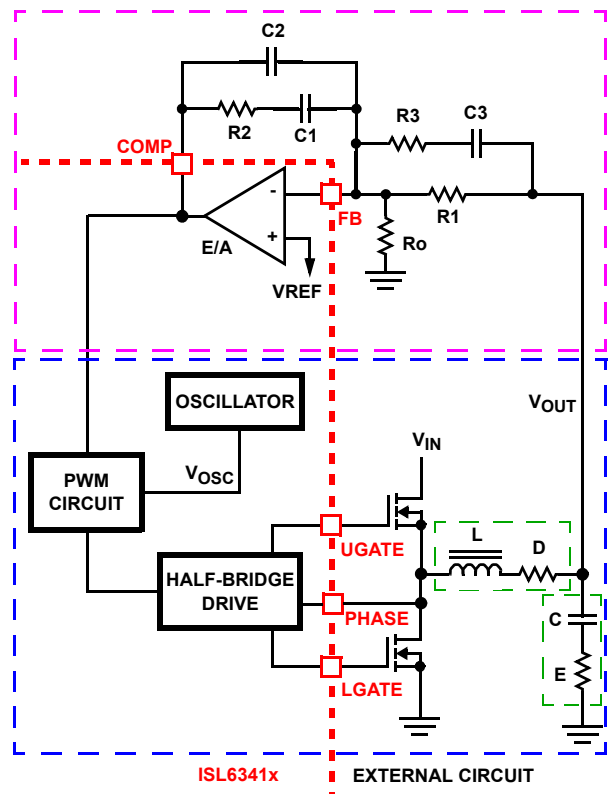 C2
R2
C1
R3
C3
COMP
-
+
E/A
FB
R1
Ro
VREF
OSCILLATOR
VOUT
VIN
PWM
CIRCUIT
VOSC
UGATE
L
D
HALF-BRIDGE
DRIVE
PHASE
C
E
LGATE
ISL6341x
EXTERNAL CIRCUIT